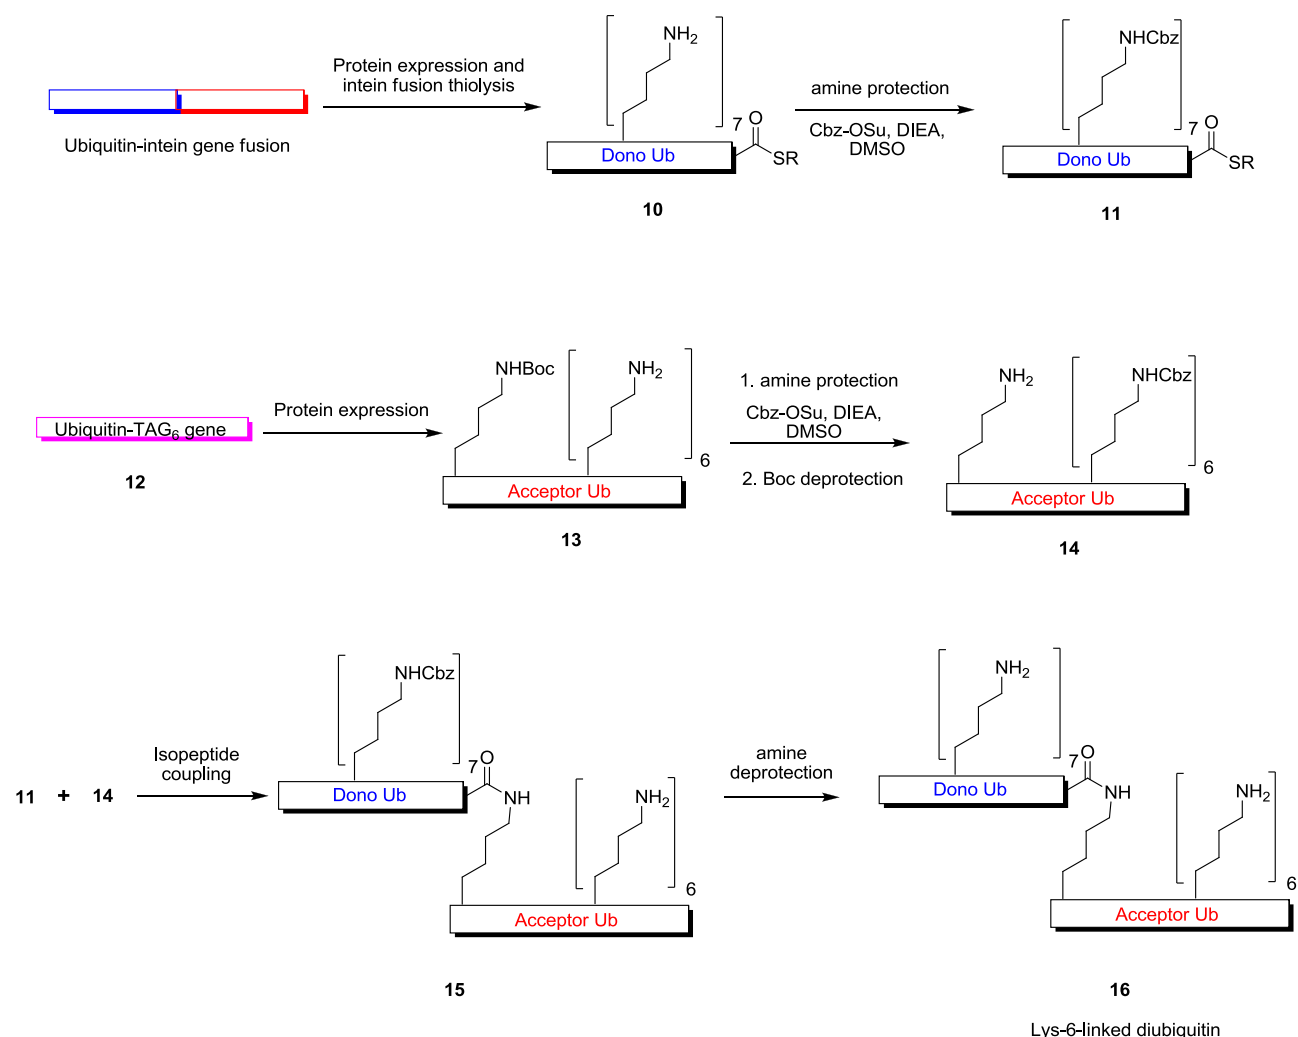 Protein expression and
intein fusion thiolysis
Ubiquitin-intein gene fusion
NH2
7
O
SR
Dono Ub
10
amine protection
Cbz-OSu, DIEA,
DMSO
NHCbz
7
O
SR
Dono Ub
11
Ubiquitin-TAG6 gene
12
Protein expression
NHBoc
NH2
6
Acceptor Ub
13
1. amine protection
Cbz-OSu, DIEA,
DMSO
2. Boc deprotection
NH2
NHCbz
6
Acceptor Ub
14
11 + 14
Isopeptide
coupling
NHCbz
7
O
Dono Ub
NH
NH2
6
Acceptor Ub
15
amine
deprotection
NH2
7
O
Dono Ub
NH
NH2
6
Acceptor Ub
16
Lys-6-linked diubiquitin